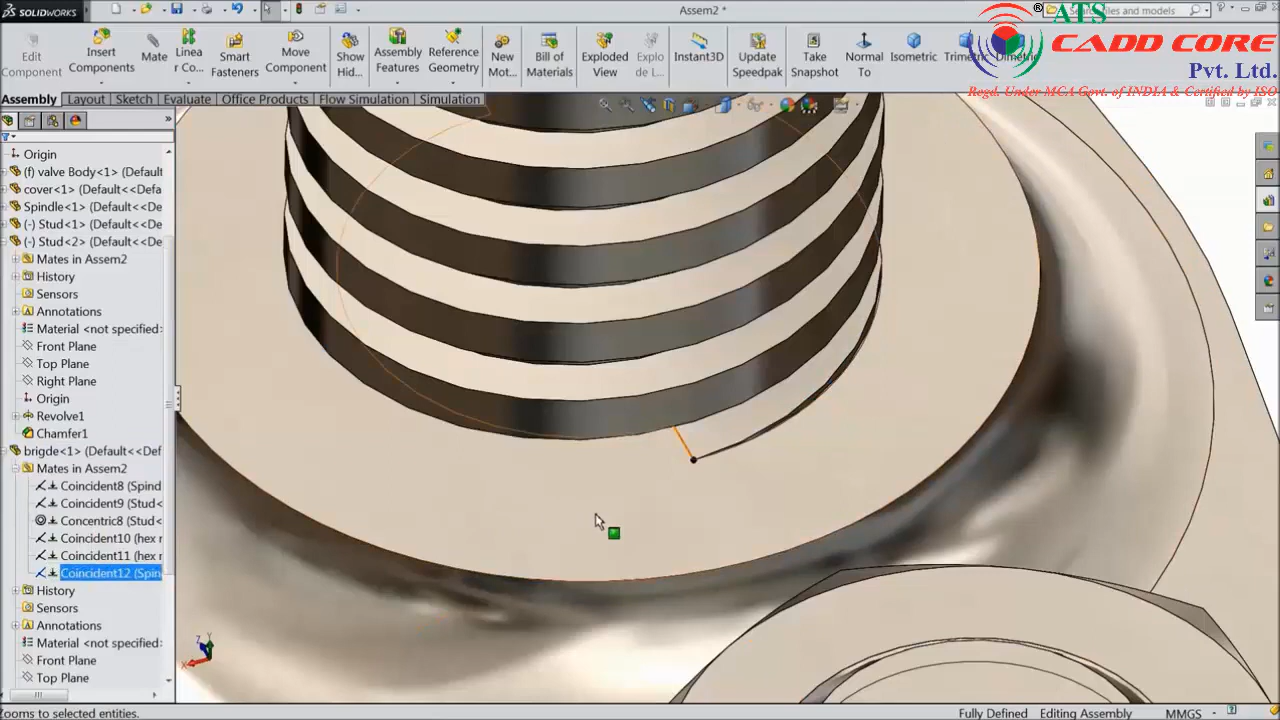 SOLIDWORKS
Assem2 *
Search files and models
ATS
CADD CORE
Pvt. Ltd.
Regd. Under MCA Govt. of INDIA & Certified by ISO
Edit Component
Insert Components
Mate
Linea r Co...
Smart Fasteners
Move Component
Show Hid...
Assembly Features
Reference Geometry
New Mot...
Bill of Materials
Exploded View
Explo de L...
Instant3D
Update Speedpak
Take Snapshot
Normal To
Isometric
Trimetric
Dimetric
Assembly
Layout
Sketch
Evaluate
Office Products
Flow Simulation
Simulation
Origin
(f) valve Body<1> (Default
cover<1> (Default<<Defa
Spindle<1> (Default<<De
(-) Stud<1> (Default<<De
(-) Stud<2> (Default<<De
Mates in Assem2
History
Sensors
Annotations
Material <not specified>
Front Plane
Top Plane
Right Plane
Origin
Revolve1
Chamfer1
brigde<1> (Default<<Def
Mates in Assem2
Coincident8 (Spind
Coincident9 (Stud<
Concentric8 (Stud<
Coincident10 (hex r
Coincident11 (hex r
Coincident12 (Spin
History
Sensors
Annotations
Material <not specified>
Front Plane
Top Plane
Zooms to selected entities.
Fully Defined
Editing Assembly
MMGS